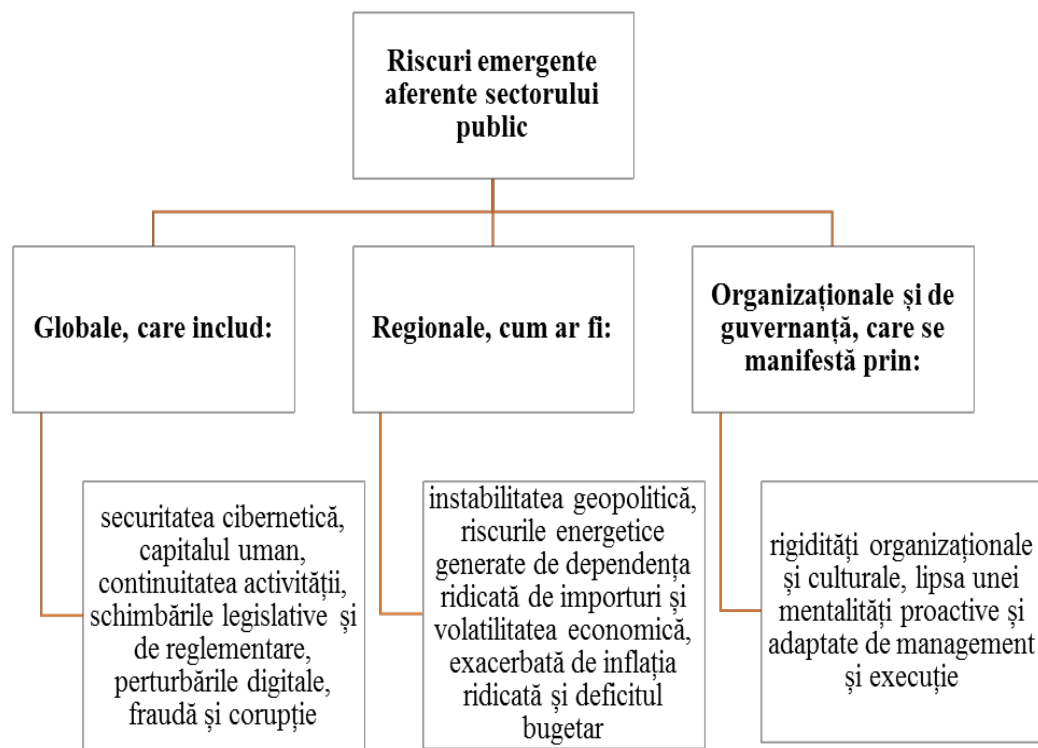 Riscuri emergente
aferente sectorului
public
Globale, care includ:
Regionale, cum ar fi:
Organizaționale și de
guvernanță, care se
manifestă prin:
securitatea cibernetică,
capitalul uman,
continuitatea activității,
schimbările legislative și
de reglementare,
perturbările digitale,
fraudă și corupție
instabilitatea geopolitică,
riscurile energetice
generate de dependența
ridicată de importuri și
volatilitatea economică,
exacerbată de inflația
ridicată și deficitul
bugetar
rigidități organizaționale
și culturale, lipsa unei
mentalități proactive și
adaptate de management
și execuție